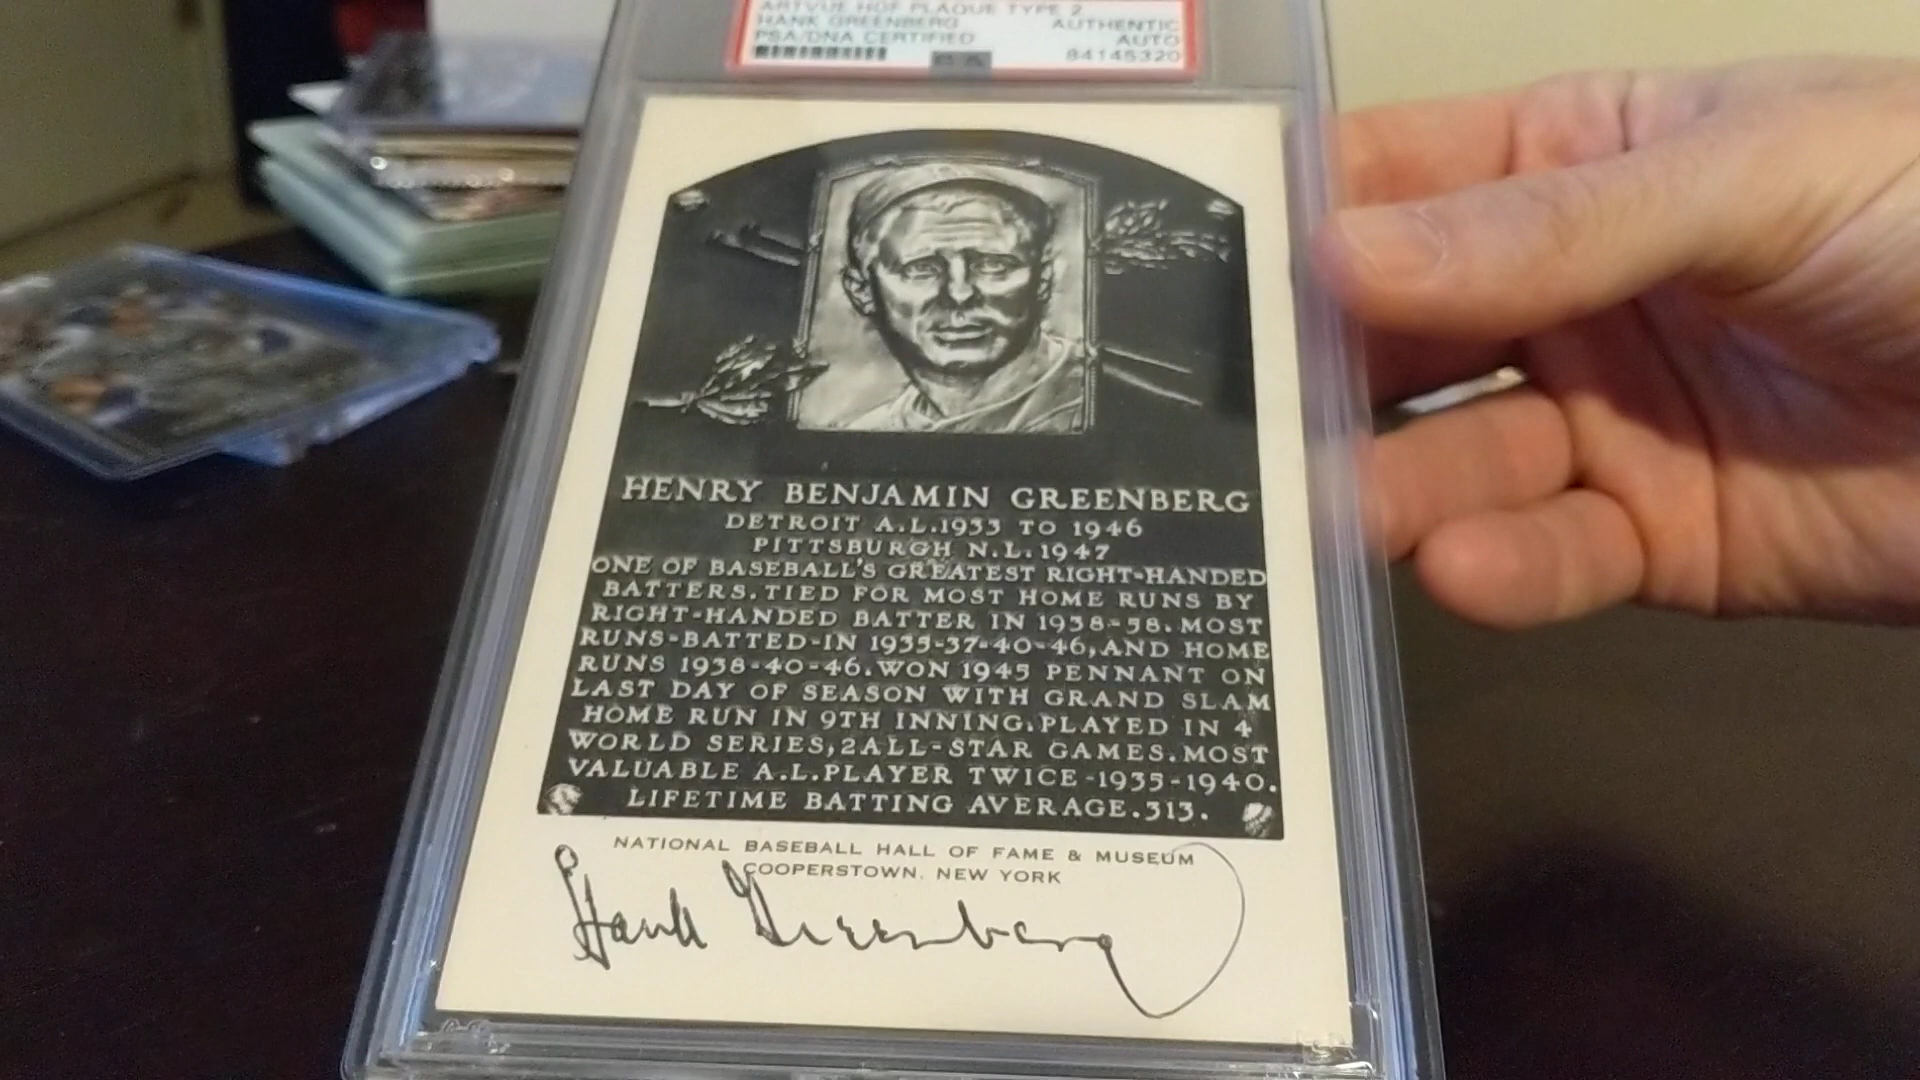 ARTVUE HOF PLAQUE TYPE 2
HANK GREENBERG AUTHENTIC
PSA/DNA CERTIFIED AUTO
84145320
HENRY BENJAMIN GREENBERG
DETROIT A.L.1933 TO 1946
PITTSBURGH N.L.1947
ONE OF BASEBALL'S GREATEST RIGHT-HANDED
BATTERS.TIED FOR MOST HOME RUNS BY
RIGHT-HANDED BATTER IN 1938-58. MOST
RUNS-BATTED-IN 1935-37-40-46,AND HOME
RUNS 1938-40-46.WON 1945 PENNANT ON
LAST DAY OF SEASON WITH GRAND SLAM
HOME RUN IN 9TH INNING.PLAYED IN 4
WORLD SERIES,2ALL-STAR GAMES.MOST
VALUABLE A.L.PLAYER TWICE-1935-1940.
LIFETIME BATTING AVERAGE.313.
NATIONAL BASEBALL HALL OF FAME & MUSEUM
COOPERSTOWN, NEW YORK
Hank Greenberg